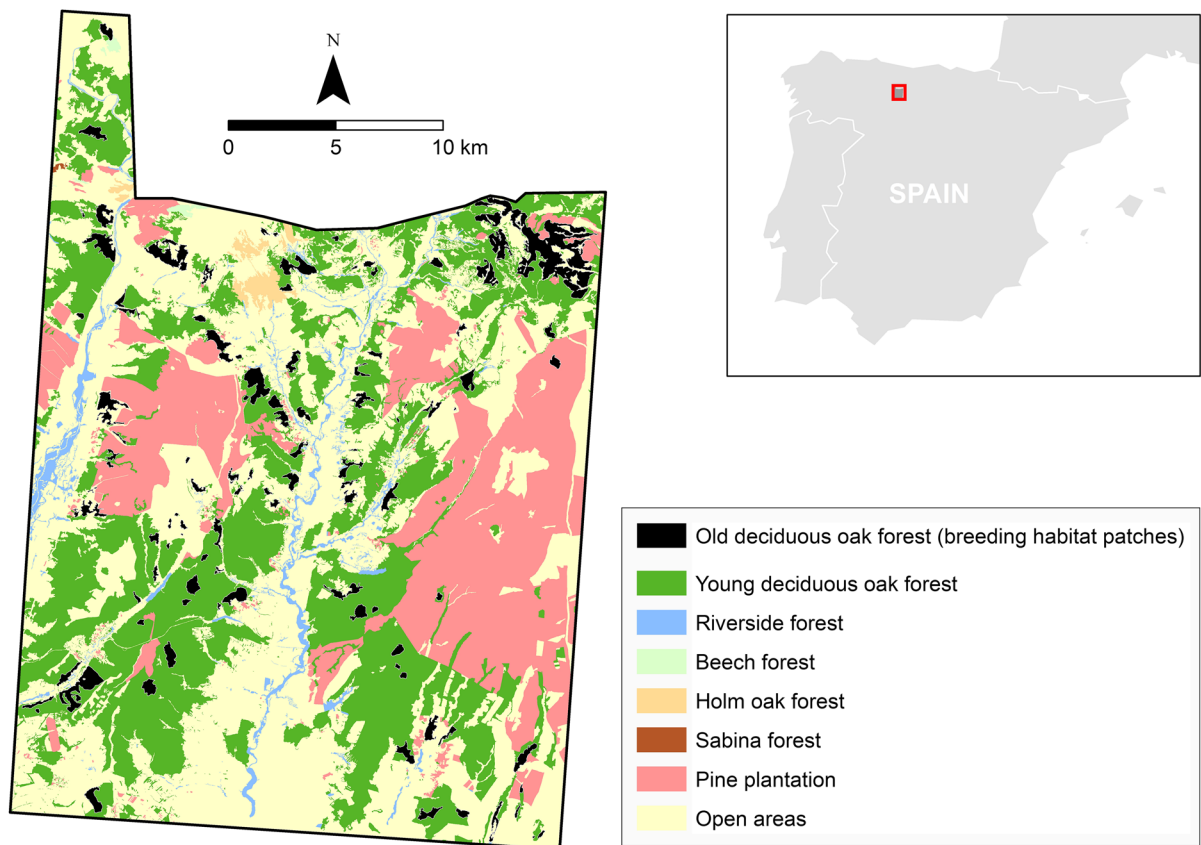 N
0 5 10 km
SPAIN
Old deciduous oak forest (breeding habitat patches)
Young deciduous oak forest
Riverside forest
Beech forest
Holm oak forest
Sabina forest
Pine plantation
Open areas